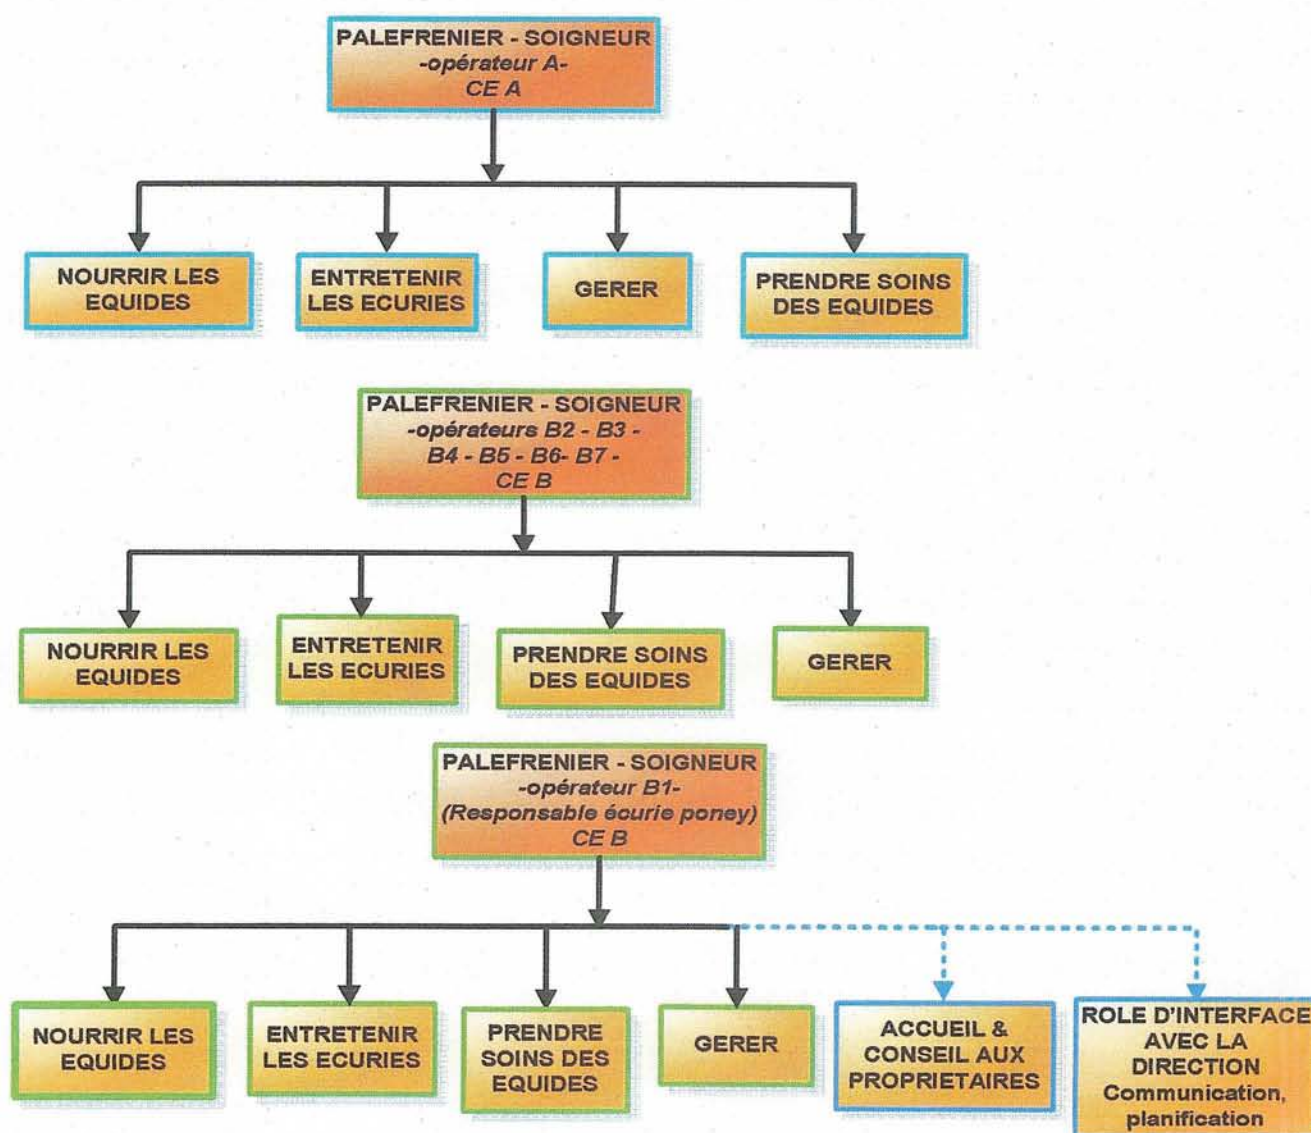 PALEFRENIER - SOIGNEUR
-opérateur A-
CE A
NOURRIR LES
EQUIDES
ENTRETENIR
LES ECURIES
GERER
PRENDRE SOINS
DES EQUIDES
PALEFRENIER - SOIGNEUR
-opérateurs B2 - B3 -
B4 - B5 - B6- B7 -
CE B
NOURRIR LES
EQUIDES
ENTRETENIR
LES ECURIES
PRENDRE SOINS
DES EQUIDES
GERER
PALEFRENIER - SOIGNEUR
-opérateur B1-
(Responsable écurie poney)
CE B
NOURRIR LES
EQUIDES
ENTRETENIR
LES ECURIES
PRENDRE
SOINS DES
EQUIDES
GERER
ACCUEIL &
CONSEIL AUX
PROPRIETAIRES
ROLE D'INTERFACE
AVEC LA
DIRECTION
Communication,
planification